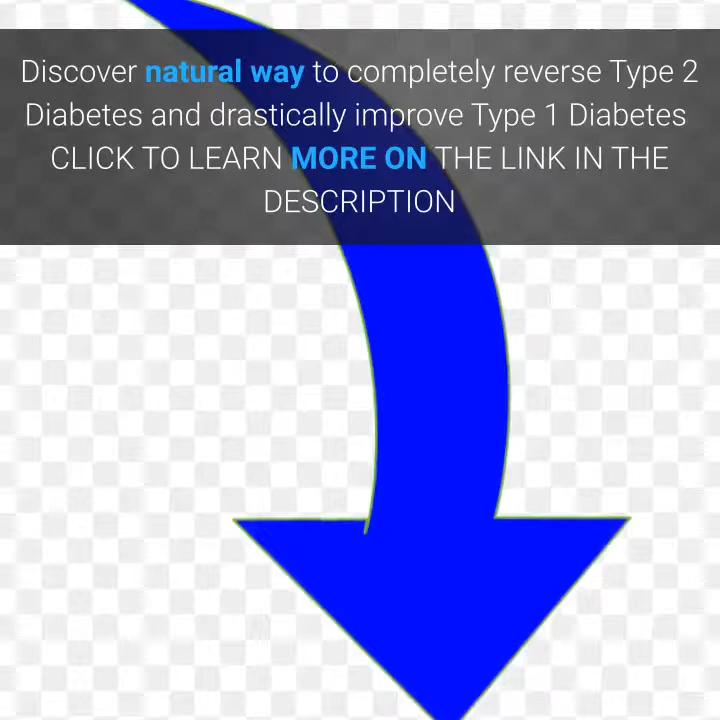 Discover natural way to completely reverse Type 2
Diabetes and drastically improve Type 1 Diabetes
CLICK TO LEARN MORE ON THE LINK IN THE
DESCRIPTION